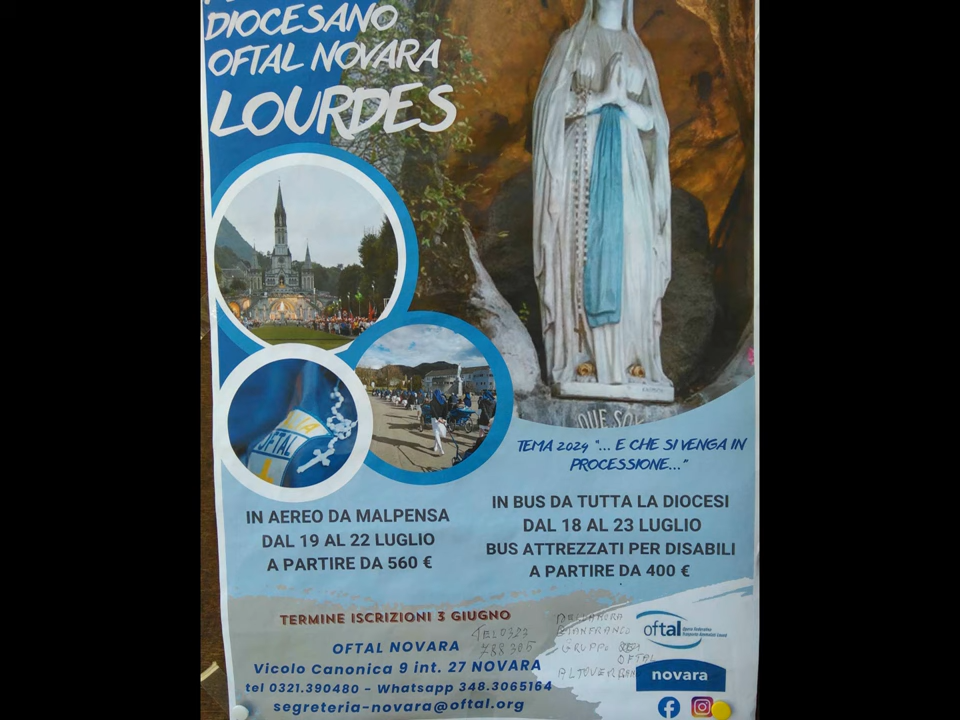 DIOCESANO
OFTAL NOVARA
LOURDES
OFTAL
TEMA 2024 "... E CHE SI VENGA IN
PROCESSIONE..."
IN AEREO DA MALPENSA
DAL 19 AL 22 LUGLIO
A PARTIRE DA 560 €
IN BUS DA TUTTA LA DIOCESI
DAL 18 AL 23 LUGLIO
BUS ATTREZZATI PER DISABILI
A PARTIRE DA 400 €
TERMINE ISCRIZIONI 3 GIUGNO
OFTAL NOVARA
Vicolo Canonica 9 int. 27 NOVARA
tel 0321.390480 - Whatsapp 348.3065164
segreteria-novara@oftal.org
GIANFRANCO
GRUPPO
OFTAL
oftal
novara